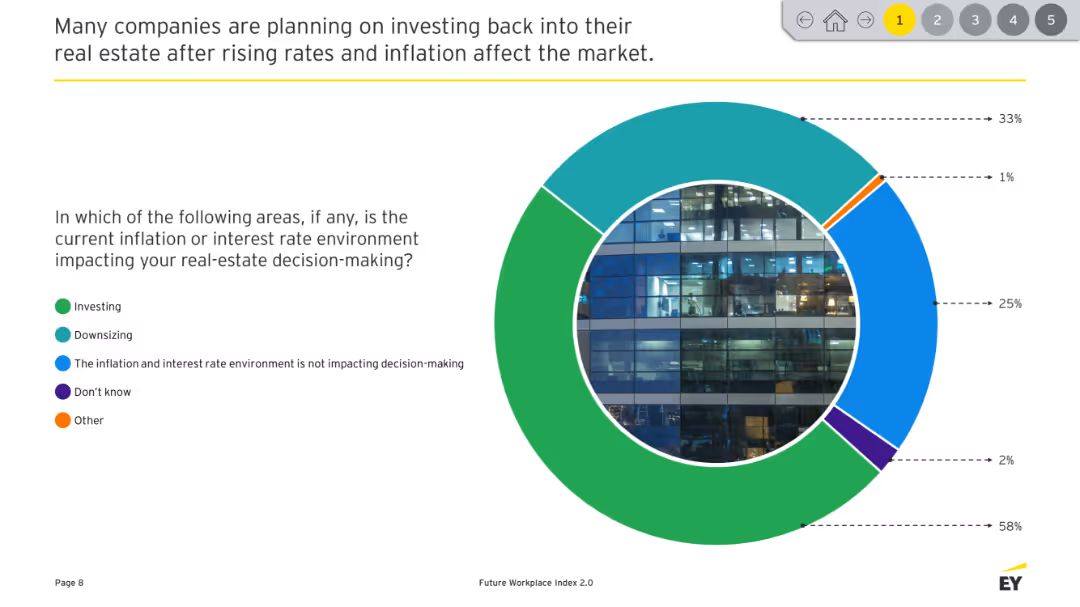 Many companies are planning on investing back into their
real estate after rising rates and inflation affect the market.
1 2 3 4 5
In which of the following areas, if any, is the
current inflation or interest rate environment
impacting your real-estate decision-making?
Investing
Downsizing
The inflation and interest rate environment is not impacting decision-making
Don't know
Other
33%
1%
25%
2%
58%
Page 8
Future Workplace Index 2.0
EY